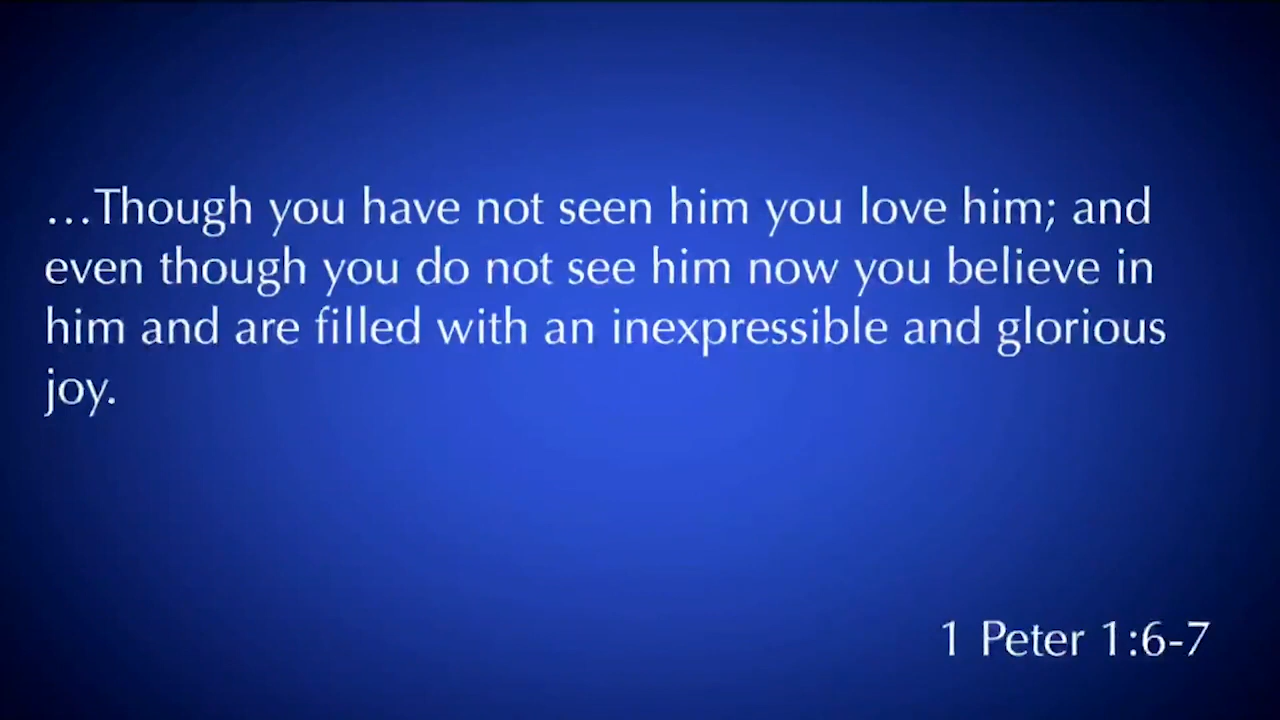 …Though you have not seen him you love him; and
even though you do not see him now you believe in
him and are filled with an inexpressible and glorious
joy.
1 Peter 1:6-7